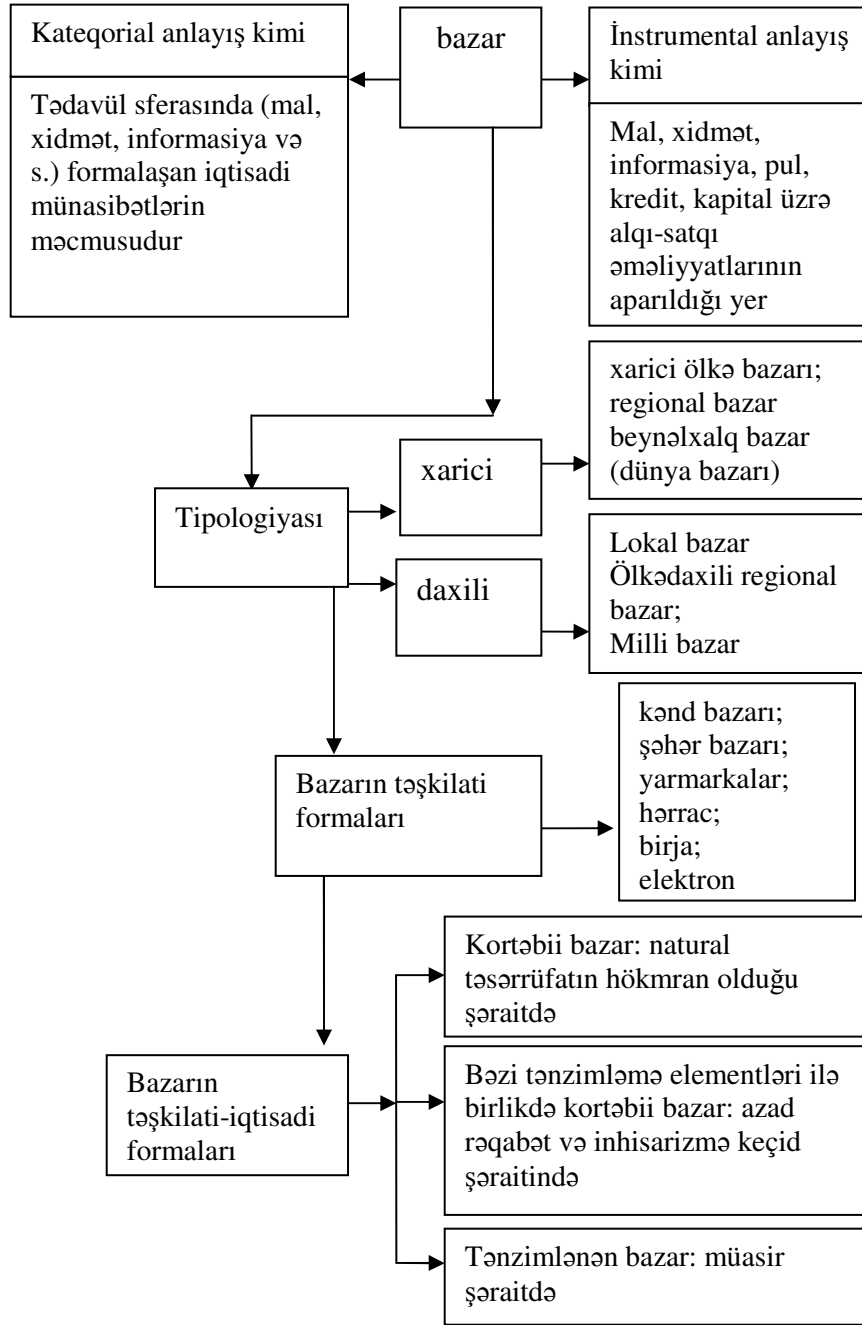 Kateqorial anlayış kimi
Tədavül sferasında (mal,
xidmət, informasiya və
s.) formalaşan iqtisadi
münasibətlərin
məcmusudur
bazar
İnstrumental anlayış
kimi
Mal, xidmət,
informasiya, pul,
kredit, kapital üzrə
alqı-satqı
əməliyyatlarının
aparıldığı yer
Tipologiyası
xarici
xarici ölkə bazarı;
regional bazar
beynəlxalq bazar
(dünya bazarı)
daxili
Lokal bazar
Ölkədaxili regional
bazar;
Milli bazar
Bazarın təşkilati
formaları
kənd bazarı;
şəhər bazarı;
yarmarkalar;
hərrac;
birja;
elektron
Bazarın
təşkilati-iqtisadi
formaları
Kortəbii bazar: natural
təsərrüfatın hökmran olduğu
şəraitdə
Bəzi tənzimləmə elementləri ilə
birlikdə kortəbii bazar: azad
rəqabət və inhisarizmə keçid
şəraitində
Tənzimlənən bazar: müasir
şəraitdə